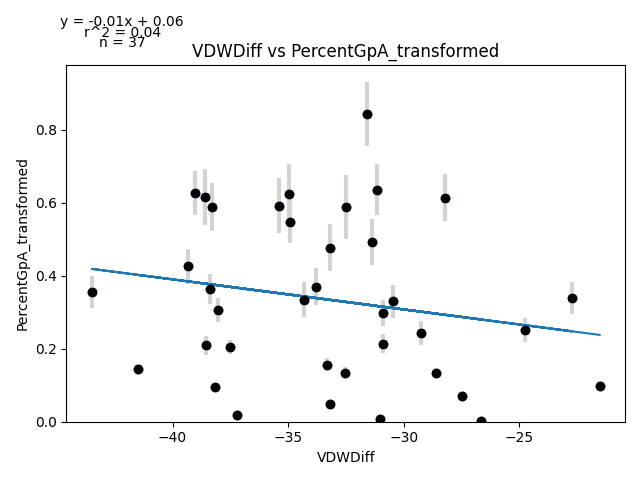 y = -0.01x + 0.06
r^2 = 0.04
n = 37
VDWDiff vs PercentGpA_transformed
PercentGpA_transformed
0.8
0.6
0.4
0.2
0.0
−40
−35
−30
−25
VDWDiff